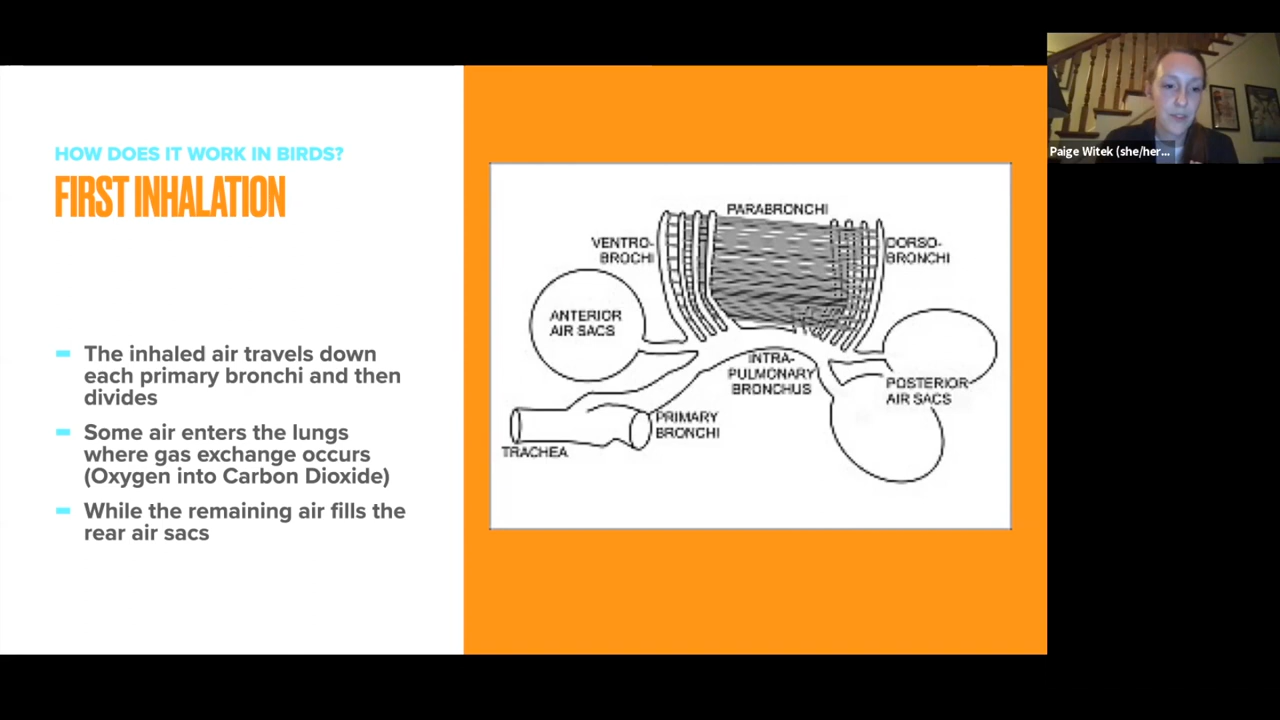 HOW DOES IT WORK IN BIRDS?
FIRST INHALATION
The inhaled air travels down
each primary bronchi and then
divides
Some air enters the lungs
where gas exchange occurs
(Oxygen into Carbon Dioxide)
While the remaining air fills the
rear air sacs
PARABRONCHI
VENTRO-
BROCHI
DORSO-
BRONCHI
ANTERIOR
AIR SACS
INTRA-
PULMONARY
BRONCHUS
POSTERIOR
AIR SACS
PRIMARY
BRONCHI
TRACHEA
Paige Witek (she/her...